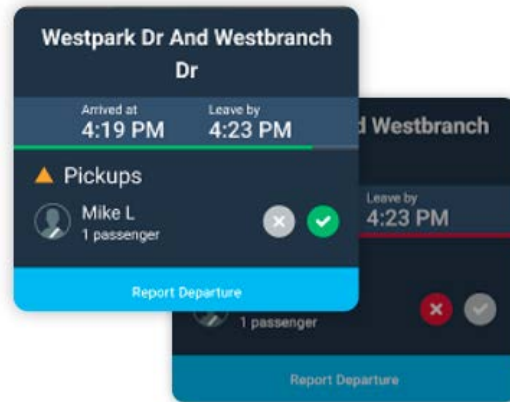 Westpark Dr And Westbranch
Dr
Arrived at
4:19 PM
Leave by
4:23 PM
Pickups
Mike L
1 passenger
Report Departure
d Westbranch
Leave by
4:23 PM
1 passenger
Report Departure